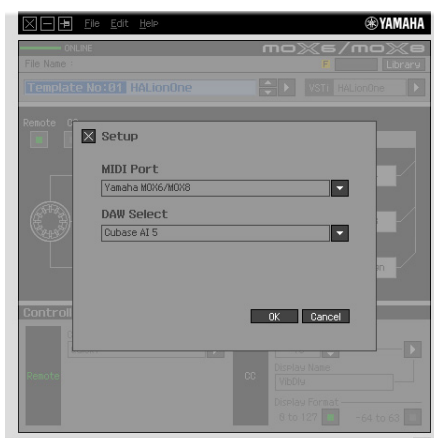 File Edit Help YAMAHA
ONLINE mox6/mox8
File Name : F Library
Template No:01 HALionOne VSTi HALionOne
Remote
Setup
MIDI Port
Yamaha MOX6/MOX8
DAW Select
Cubase AI 5
OK Cancel
Control
Remote CC
Display Name
VibDly
Display Format
0 to 127 -64 to 63